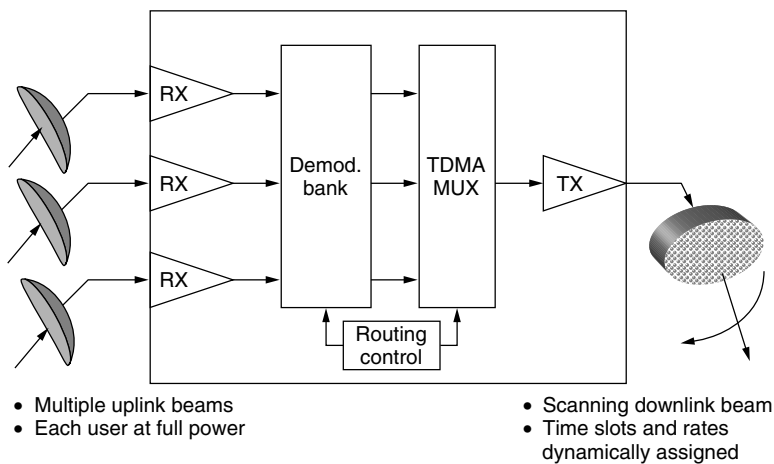 RX
RX
RX
Demod.
bank
TDMA
MUX
TX
Routing
control
• Multiple uplink beams
• Each user at full power
• Scanning downlink beam
• Time slots and rates
dynamically assigned